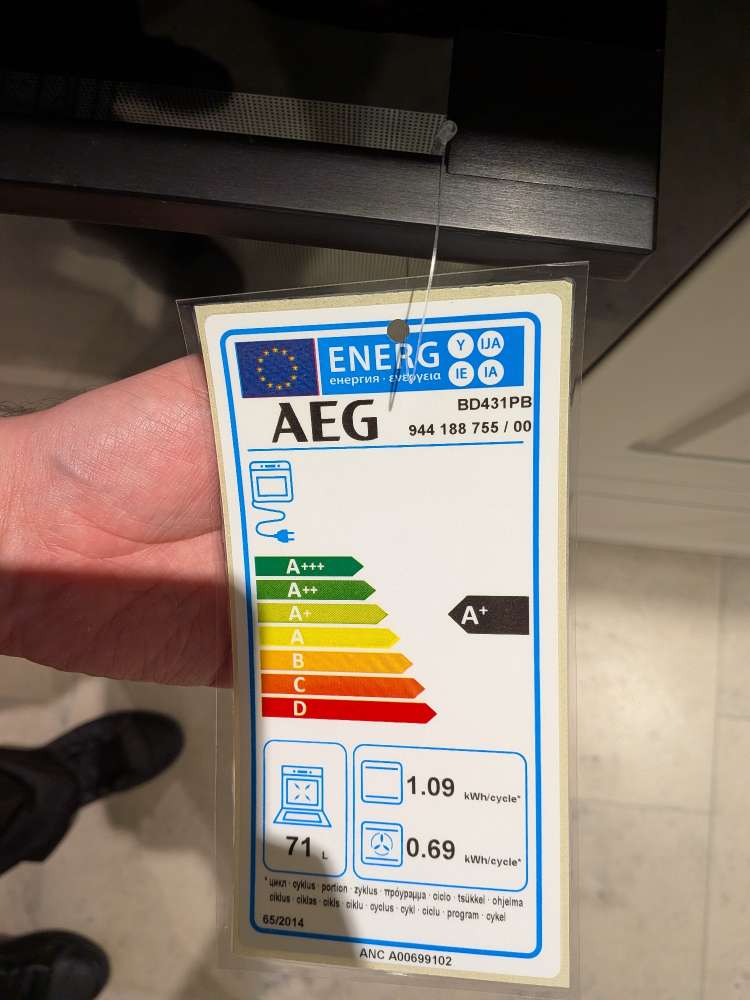 ENERG Y IJA
енергия · ενεργεια IE IA
AEG BD431PB
944 188 755 / 00
A+++
A++
A+
A+
A
B
C
D
1.09 kWh/cycle*
71 L
0.69 kWh/cycle*
* цикл · cyklus · portion · zyklus · πρόγραμμα · ciclo · tsükkel · ohjelma
ciklus · ciklas · cikls · ciklu · cyclus · cykl · ciclu · program · cykel
65/2014
ANC A00699102